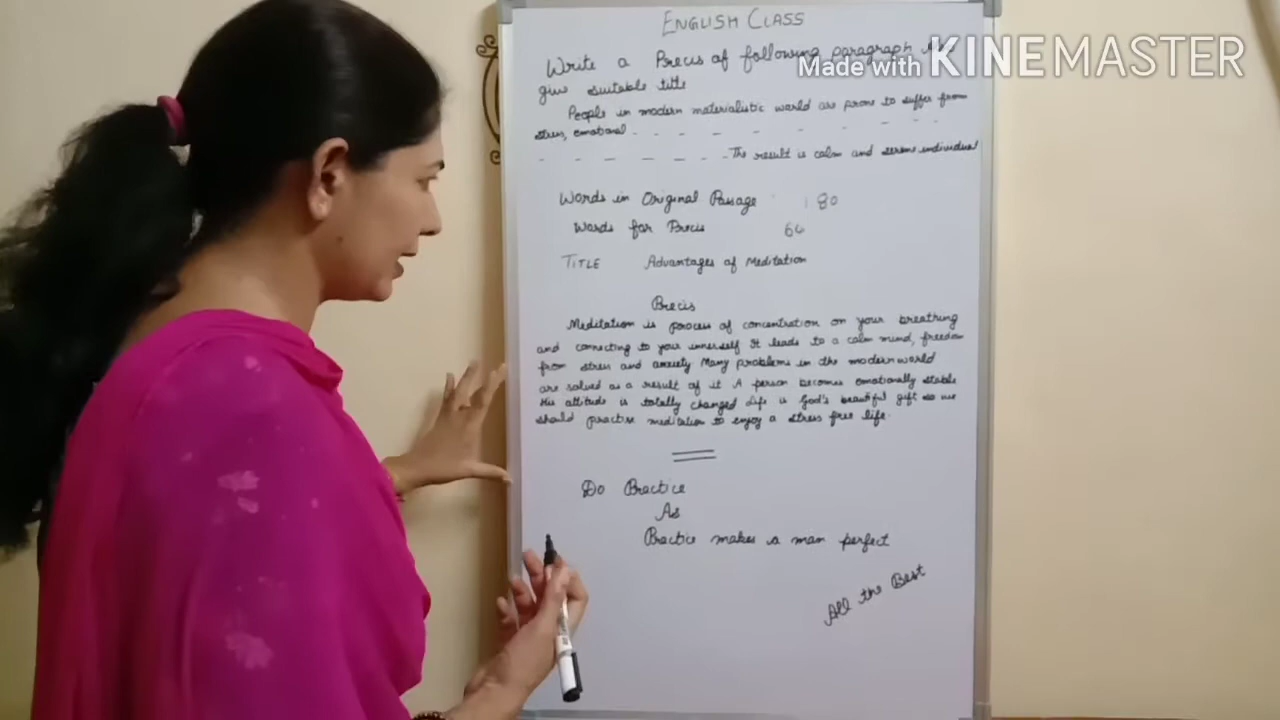 ENGLISH CLASS
Write a Precis of following paragraph
Made with KINEMASTER
give suitable title
People in modern materialistic world are prone to suffer from
stress, emotional - - - - - - - -
- - - - - - The result is calm and serene individual
Words in Original Passage 180
Words for Precis
TITLE Advantages of Meditation
Precis
Meditation is process of concentration on your breathing
and connecting to your innerself It leads to a calm mind, freedom
from stress and anxiety Many problems in the modern world
are solved as a result of it A person becomes emotionally stable
His attitude is totally changed Life is God's beautiful gift so we
should practise meditation to enjoy a stress free life.
Do Practice
As
Practice makes a man perfect
All the Best